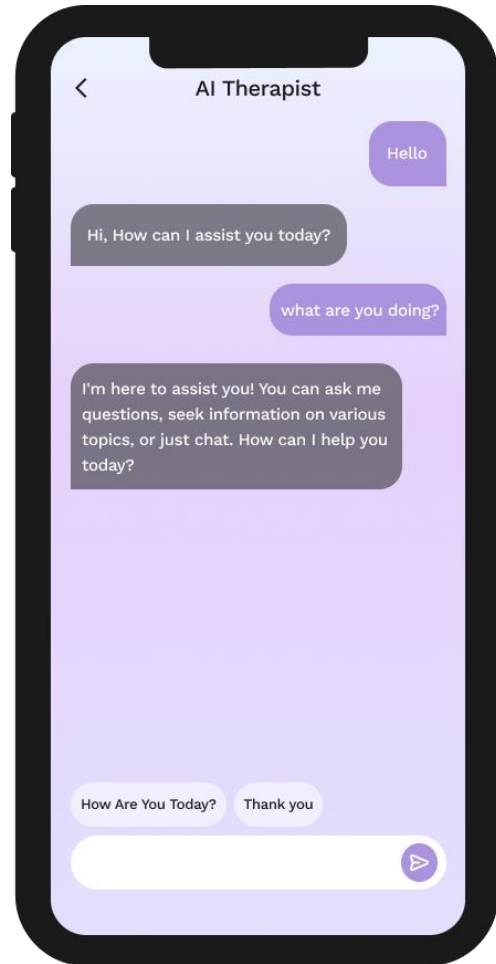 AI Therapist
Hello
Hi, How can I assist you today?
what are you doing?
I'm here to assist you! You can ask me
questions, seek information on various
topics, or just chat. How can I help you
today?
How Are You Today? Thank you